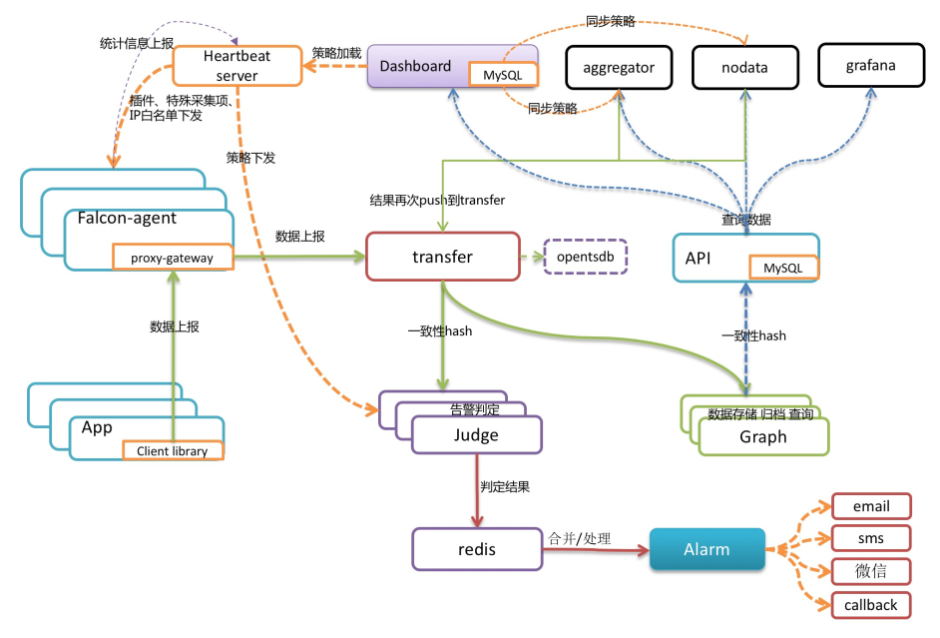 同步策略
统计信息上报
Heartbeat
server
策略加载
Dashboard
MySQL
aggregator
nodata
grafana
同步策略
插件、特殊采集项、
IP白名单下发
策略下发
结果再次push到transfer
查询数据
Falcon-agent
proxy-gateway
数据上报
transfer
opentsdb
API
MySQL
数据上报
一致性hash
一致性hash
App
Client library
告警判定
Judge
数据存储 归档 查询
Graph
判定结果
redis
合并/处理
Alarm
email
sms
微信
callback